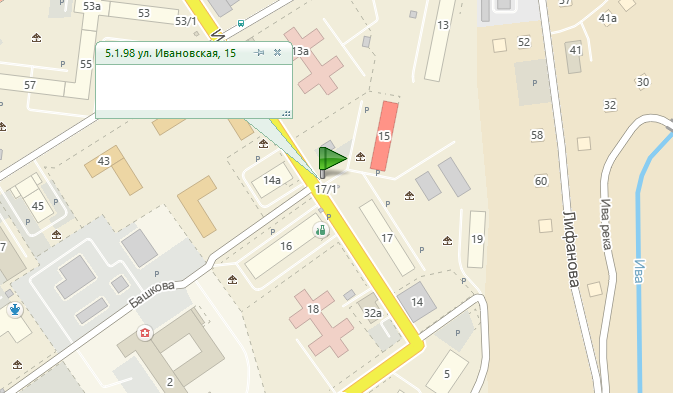 53а
53
53/1
И
52
41а
41
13
13а
5.1.98 ул. Ивановская, 15
55
57
30
32
58
60
15
43
14а
17/1
45
16
17
19
Лифанова
Ива река
Ива
Башкова
18
32а
14
5
2
7
P
P
P
P
P
P
P
P
P
P
P